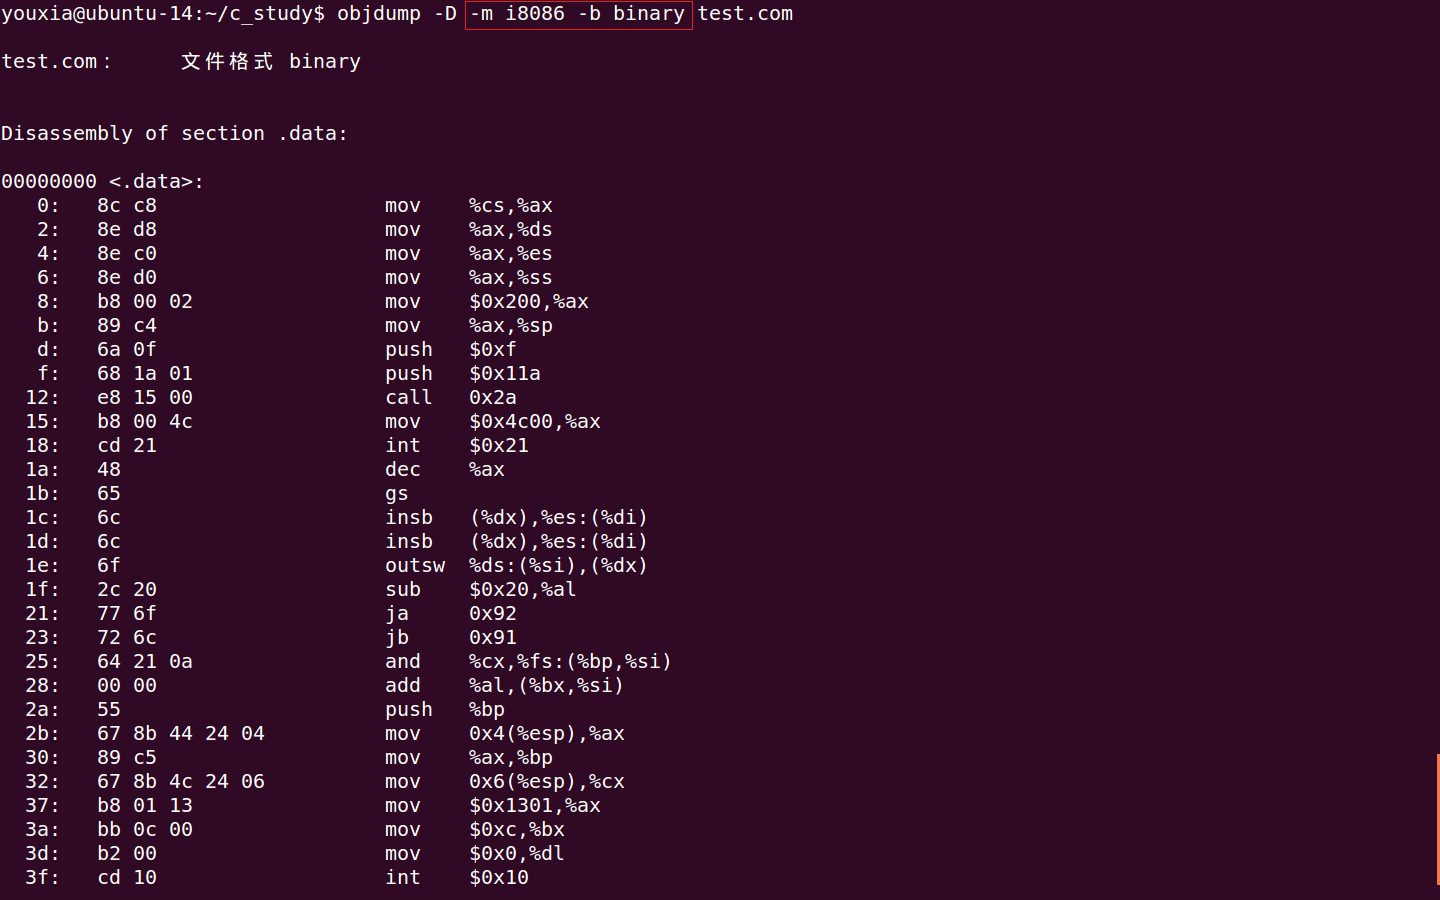 youxia@ubuntu-14:~/c_study$ objdump -D -m i8086 -b binary test.com
test.com：     文件格式 binary
Disassembly of section .data:
00000000 <.data>:
   0:   8c c8                   mov    %cs,%ax
   2:   8e d8                   mov    %ax,%ds
   4:   8e c0                   mov    %ax,%es
   6:   8e d0                   mov    %ax,%ss
   8:   b8 00 02                mov    $0x200,%ax
   b:   89 c4                   mov    %ax,%sp
   d:   6a 0f                   push   $0xf
   f:   68 1a 01                push   $0x11a
  12:   e8 15 00                call   0x2a
  15:   b8 00 4c                mov    $0x4c00,%ax
  18:   cd 21                   int    $0x21
  1a:   48                      dec    %ax
  1b:   65                      gs
  1c:   6c                      insb   (%dx),%es:(%di)
  1d:   6c                      insb   (%dx),%es:(%di)
  1e:   6f                      outsw  %ds:(%si),(%dx)
  1f:   2c 20                   sub    $0x20,%al
  21:   77 6f                   ja     0x92
  23:   72 6c                   jb     0x91
  25:   64 21 0a                and    %cx,%fs:(%bp,%si)
  28:   00 00                   add    %al,(%bx,%si)
  2a:   55                      push   %bp
  2b:   67 8b 44 24 04          mov    0x4(%esp),%ax
  30:   89 c5                   mov    %ax,%bp
  32:   67 8b 4c 24 06          mov    0x6(%esp),%cx
  37:   b8 01 13                mov    $0x1301,%ax
  3a:   bb 0c 00                mov    $0xc,%bx
  3d:   b2 00                   mov    $0x0,%dl
  3f:   cd 10                   int    $0x10